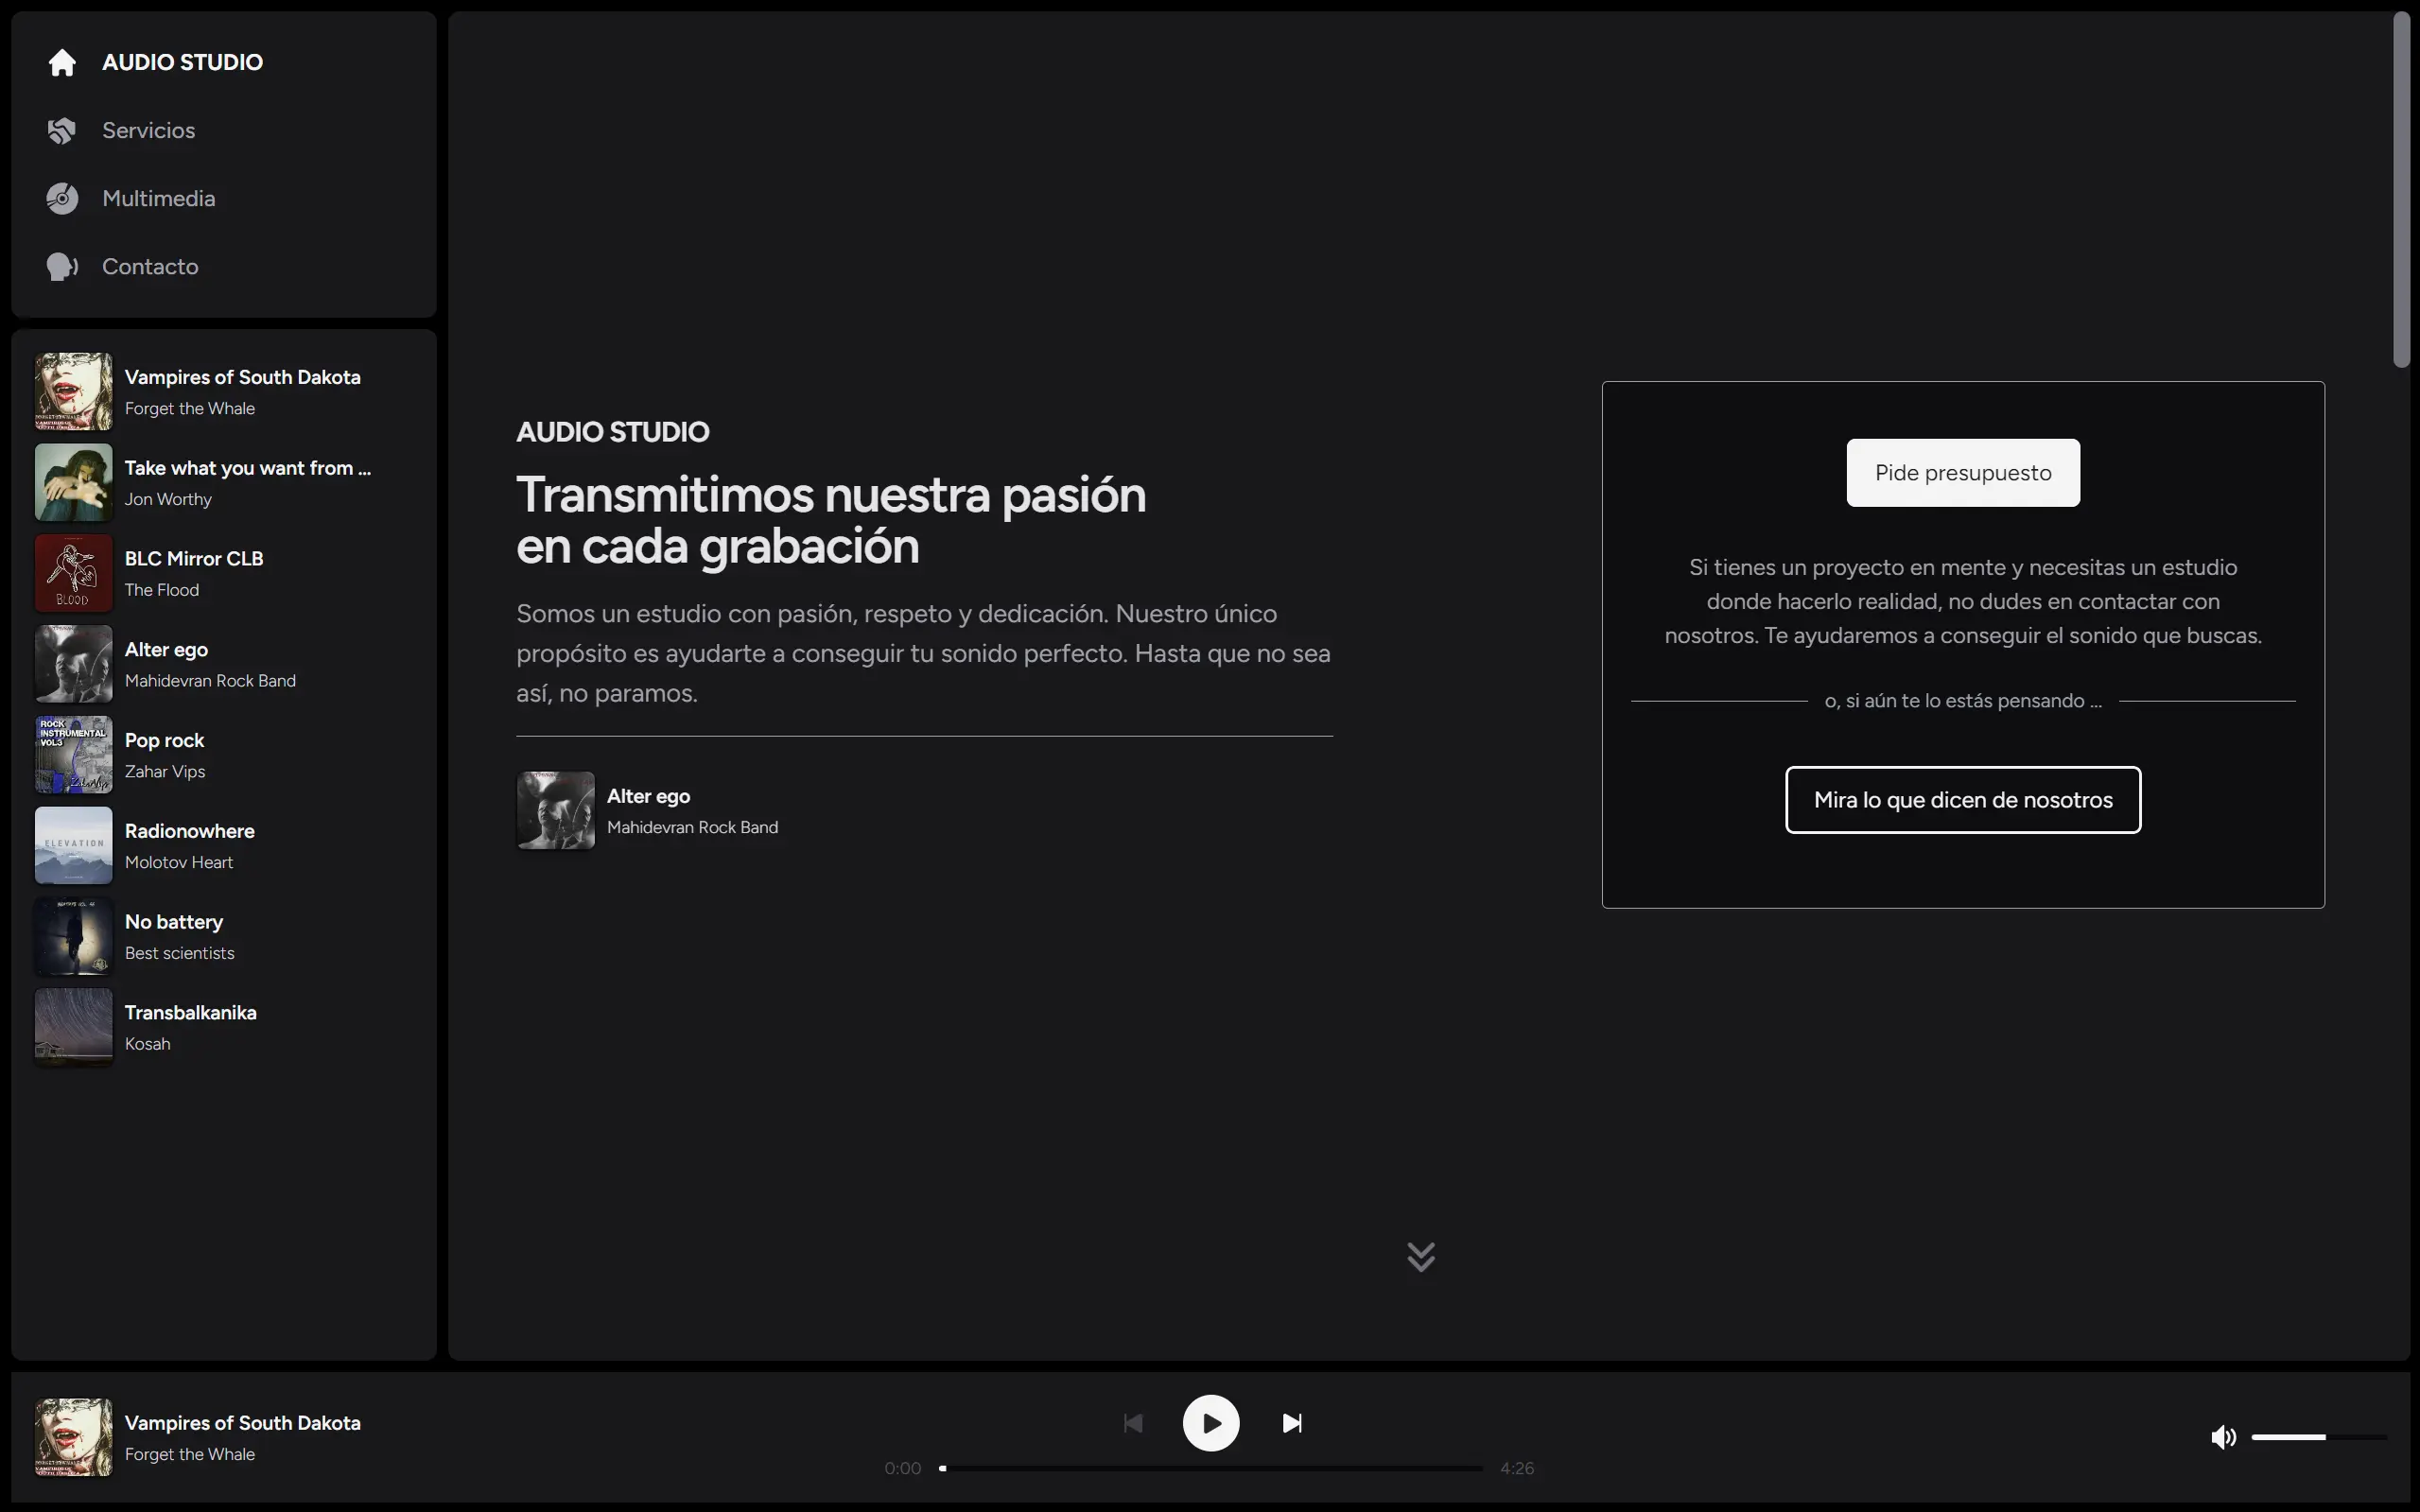 AUDIO STUDIO
Servicios
Multimedia
Contacto
Vampires of South Dakota
Forget the Whale
Take what you want from ...
Jon Worthy
BLC Mirror CLB
The Flood
BLOOD
Alter ego
Mahidevran Rock Band
ROCK
INSTRUMENTAL
VOL3
Pop rock
Zahar Vips
ELEVATION
Radionowhere
Molotov Heart
No battery
Best scientists
Transbalkanika
Kosah
AUDIO STUDIO
Transmitimos nuestra pasión
en cada grabación
Somos un estudio con pasión, respeto y dedicación. Nuestro único
propósito es ayudarte a conseguir tu sonido perfecto. Hasta que no sea
así, no paramos.
Alter ego
Mahidevran Rock Band
Pide presupuesto
Si tienes un proyecto en mente y necesitas un estudio
donde hacerlo realidad, no dudes en contactar con
nosotros. Te ayudaremos a conseguir el sonido que buscas.
o, si aún te lo estás pensando ...
Mira lo que dicen de nosotros
Vampires of South Dakota
Forget the Whale
0:00
4:26